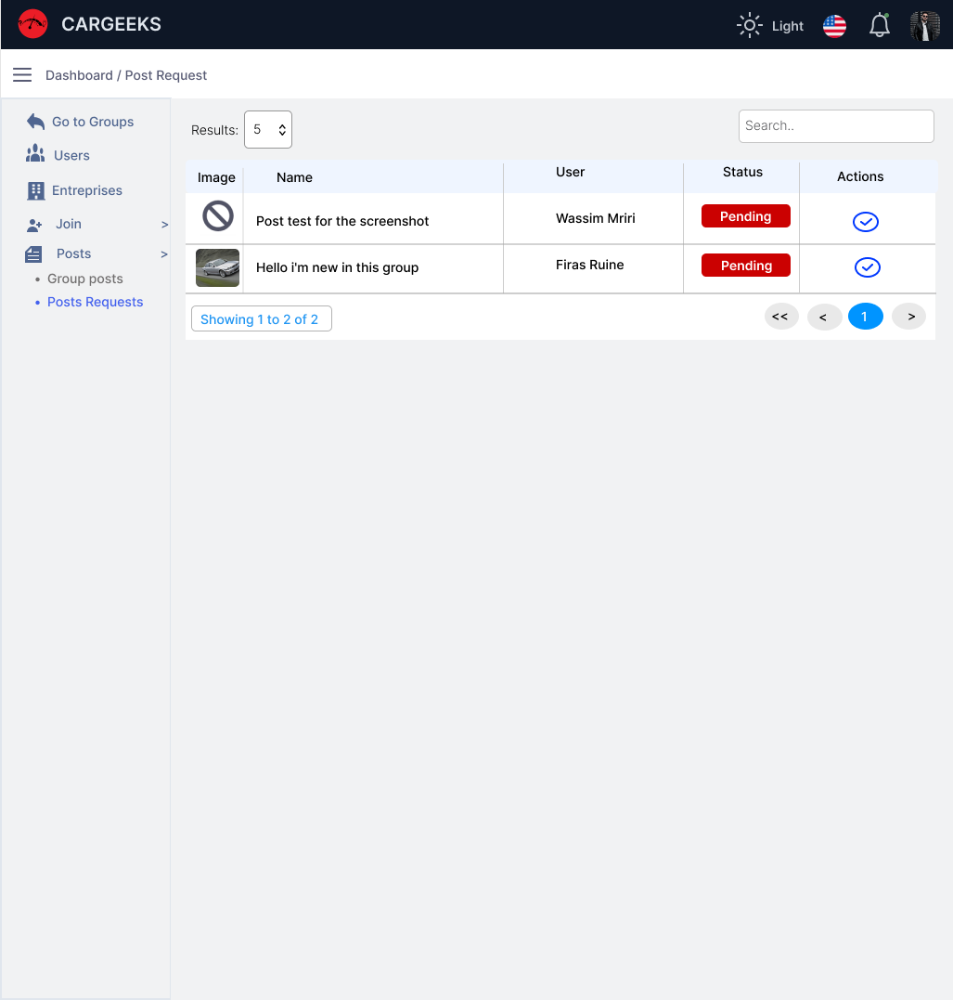 CARGEEKS
Light
Dashboard / Post Request
Go to Groups
Users
Entreprises
Join >
Posts >
• Group posts
• Posts Requests
Results: 5
Search..
Image Name User Status Actions
Post test for the screenshot Wassim Mriri Pending
Hello i'm new in this group Firas Ruine Pending
Showing 1 to 2 of 2
<< < 1 >